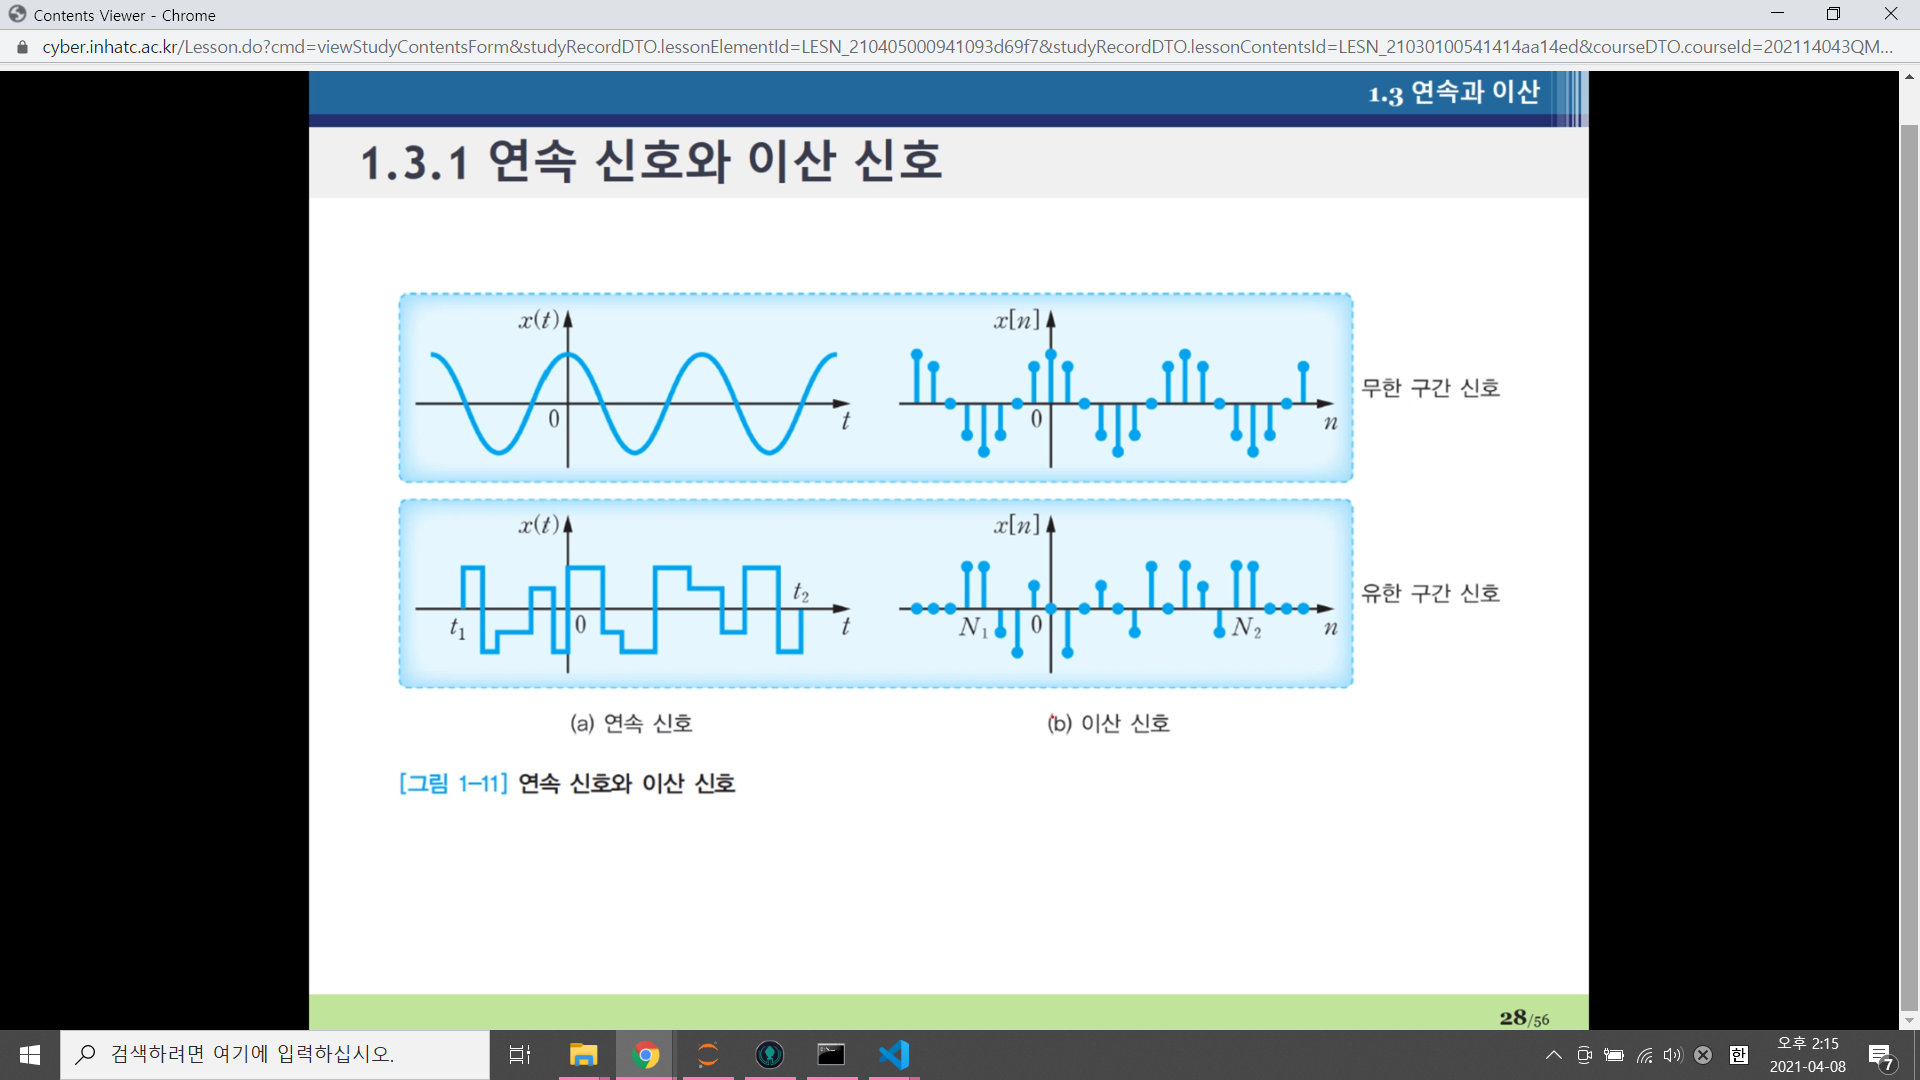 Contents Viewer - Chrome
cyber.inhatc.ac.kr/Lesson.do?cmd=viewStudyContentsForm&studyRecordDTO.lessonElementId=LESN_210405000941093d69f7&studyRecordDTO.lessonContentsId=LESN_21030100541414aa14ed&courseDTO.courseId=202114043QM...
1.3 연속과 이산
1.3.1 연속 신호와 이산 신호
x(t)
x[n]
무한 구간 신호
0
t
0
n
x(t)
x[n]
유한 구간 신호
t₁
0
t₂
t
N₁
0
N₂
n
(a) 연속 신호
(b) 이산 신호
[그림 1-11] 연속 신호와 이산 신호
28/56
검색하려면 여기에 입력하십시오.
한
오후 2:15
2021-04-08
7